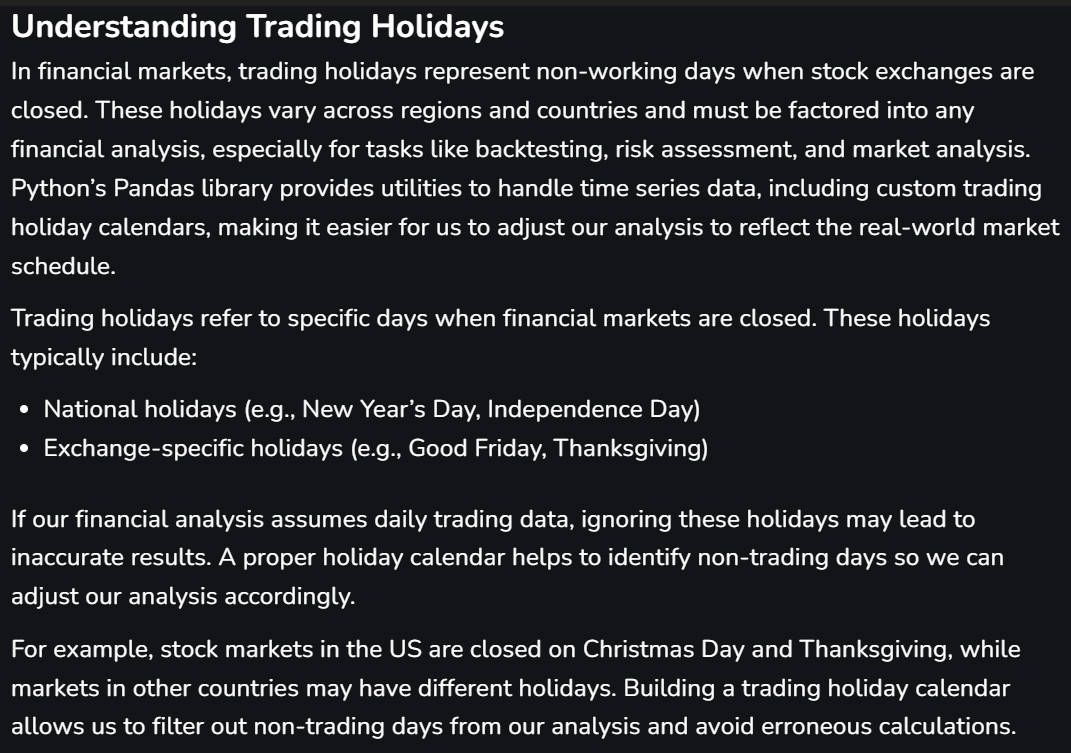 Understanding Trading Holidays
In financial markets, trading holidays represent non-working days when stock exchanges are
closed. These holidays vary across regions and countries and must be factored into any
financial analysis, especially for tasks like backtesting, risk assessment, and market analysis.
Python’s Pandas library provides utilities to handle time series data, including custom trading
holiday calendars, making it easier for us to adjust our analysis to reflect the real-world market
schedule.
Trading holidays refer to specific days when financial markets are closed. These holidays
typically include:
• National holidays (e.g., New Year’s Day, Independence Day)
• Exchange-specific holidays (e.g., Good Friday, Thanksgiving)
If our financial analysis assumes daily trading data, ignoring these holidays may lead to
inaccurate results. A proper holiday calendar helps to identify non-trading days so we can
adjust our analysis accordingly.
For example, stock markets in the US are closed on Christmas Day and Thanksgiving, while
markets in other countries may have different holidays. Building a trading holiday calendar
allows us to filter out non-trading days from our analysis and avoid erroneous calculations.